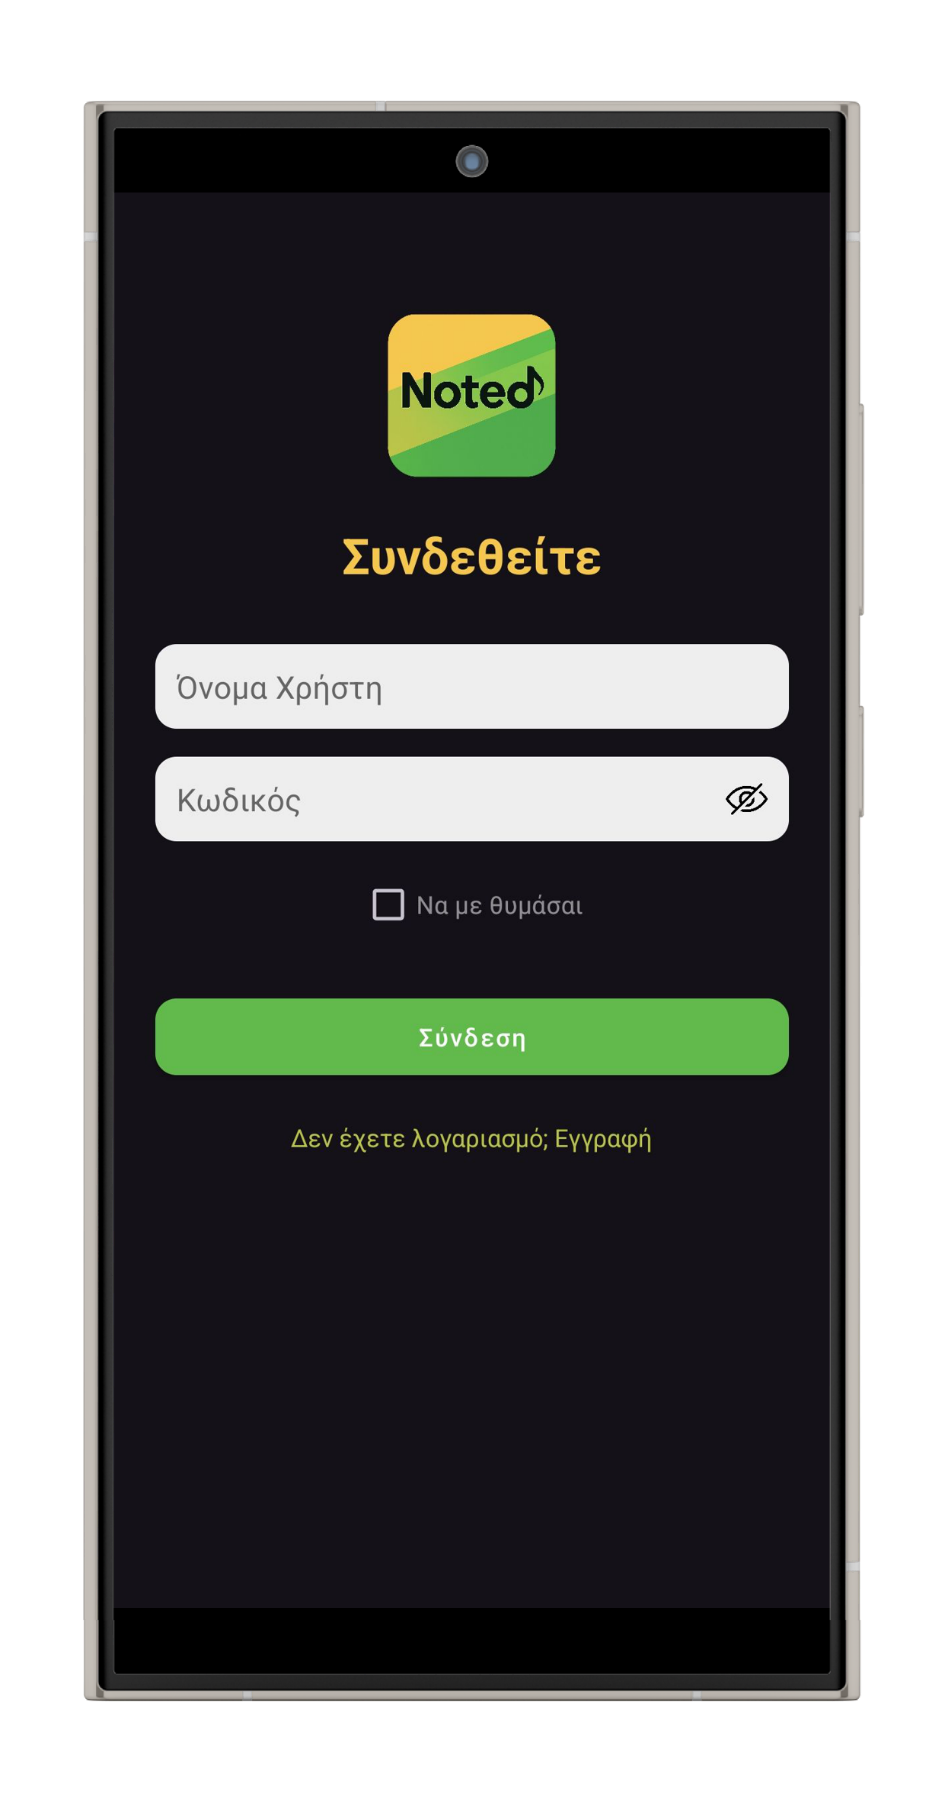 Noted
Συνδεθείτε
Όνομα Χρήστη
Κωδικός
Να με θυμάσαι
Σύνδεση
Δεν έχετε λογαριασμό; Εγγραφή